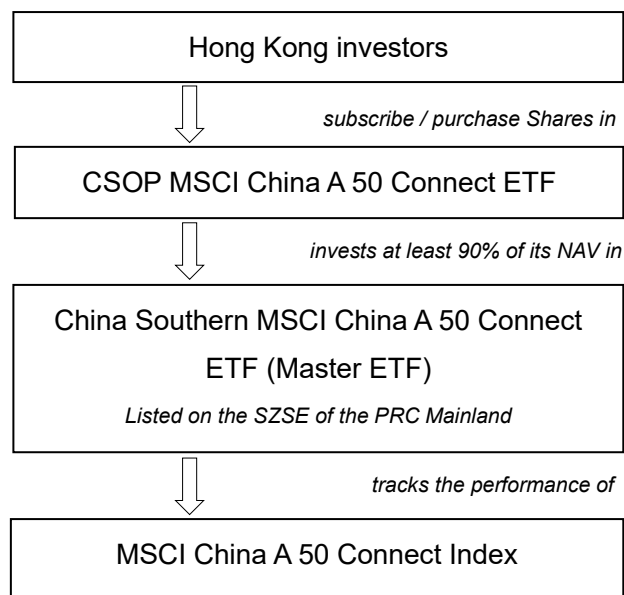 Hong Kong investors
subscribe / purchase Shares in
CSOP MSCI China A 50 Connect ETF
invests at least 90% of its NAV in
China Southern MSCI China A 50 Connect
ETF (Master ETF)
Listed on the SZSE of the PRC Mainland
tracks the performance of
MSCI China A 50 Connect Index